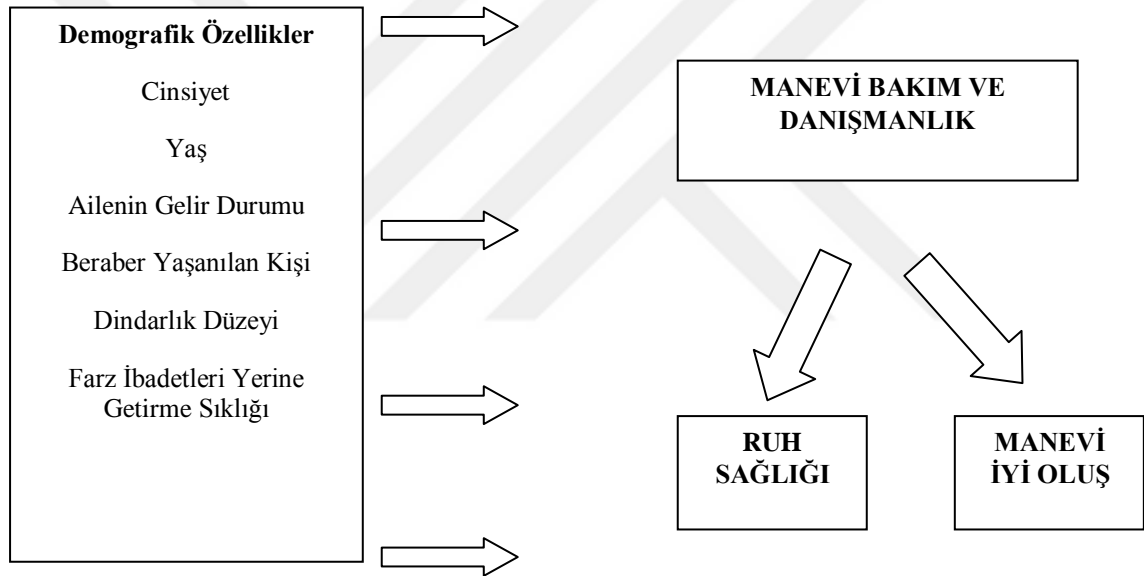 Demografik Özellikler
Cinsiyet
Yaş
Ailenin Gelir Durumu
Beraber Yaşanılan Kişi
Dindarlık Düzeyi
Farz İbadetleri Yerine
Getirme Sıklığı
MANEVİ BAKIM VE
DANIŞMANLIK
RUH
SAĞLIĞI
MANEVİ
İYİ OLUŞ